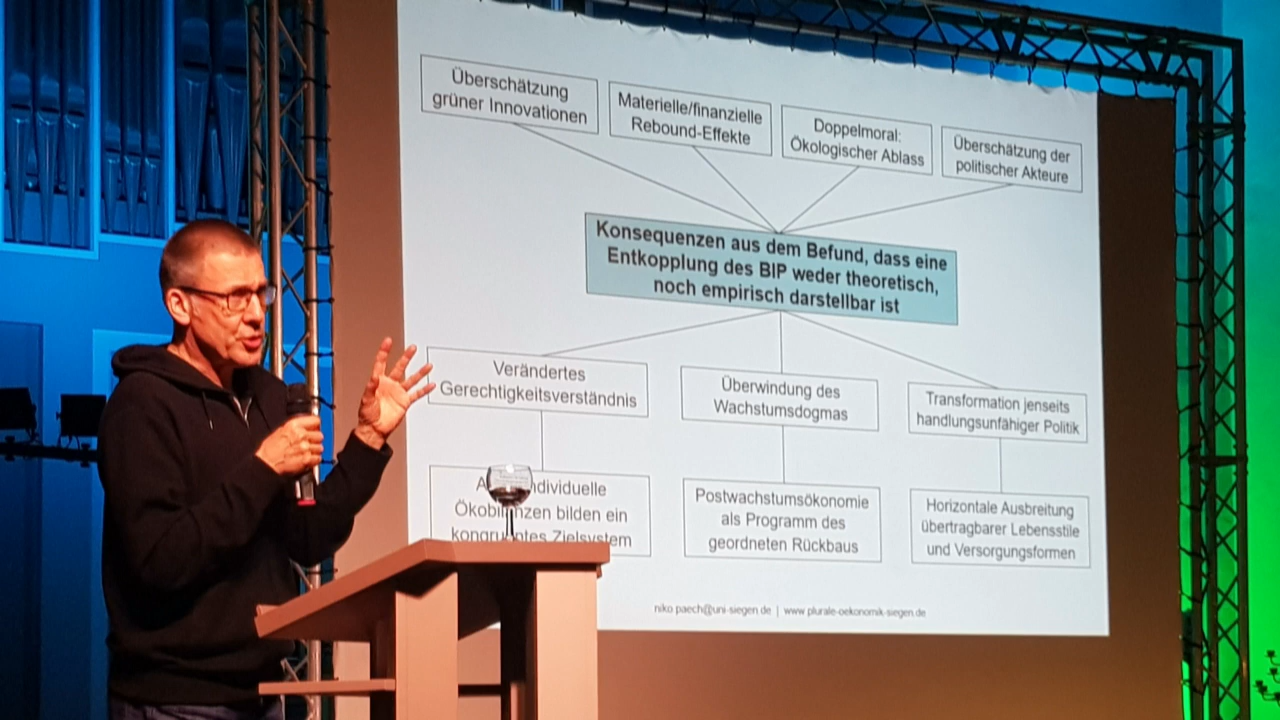 Überschätzung
grüner Innovationen
Materielle/finanzielle
Rebound-Effekte
Doppelmoral:
Ökologischer Ablass
Überschätzung der
politischer Akteure
Konsequenzen aus dem Befund, dass eine
Entkopplung des BIP weder theoretisch,
noch empirisch darstellbar ist
Verändertes
Gerechtigkeitsverständnis
Überwindung des
Wachstumsdogmas
Transformation jenseits
handlungsunfähiger Politik
Ökobilanzen bilden ein
Zielsystem
Postwachstumsökonomie
als Programm des
geordneten Rückbaus
Horizontale Ausbreitung
übertragbarer Lebensstile
und Versorgungsformen
niko.paech@uni-siegen.de | www.plurale-oekonomik-siegen.de